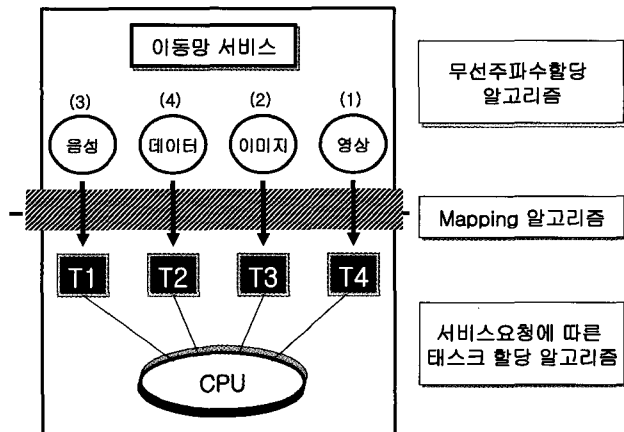 이동망 서비스
(3) (4) (2) (1)
음성 데이터 이미지 영상
T1 T2 T3 T4
CPU
무선주파수할당
알고리즘
Mapping 알고리즘
서비스요청에 따른
태스크 할당 알고리즘